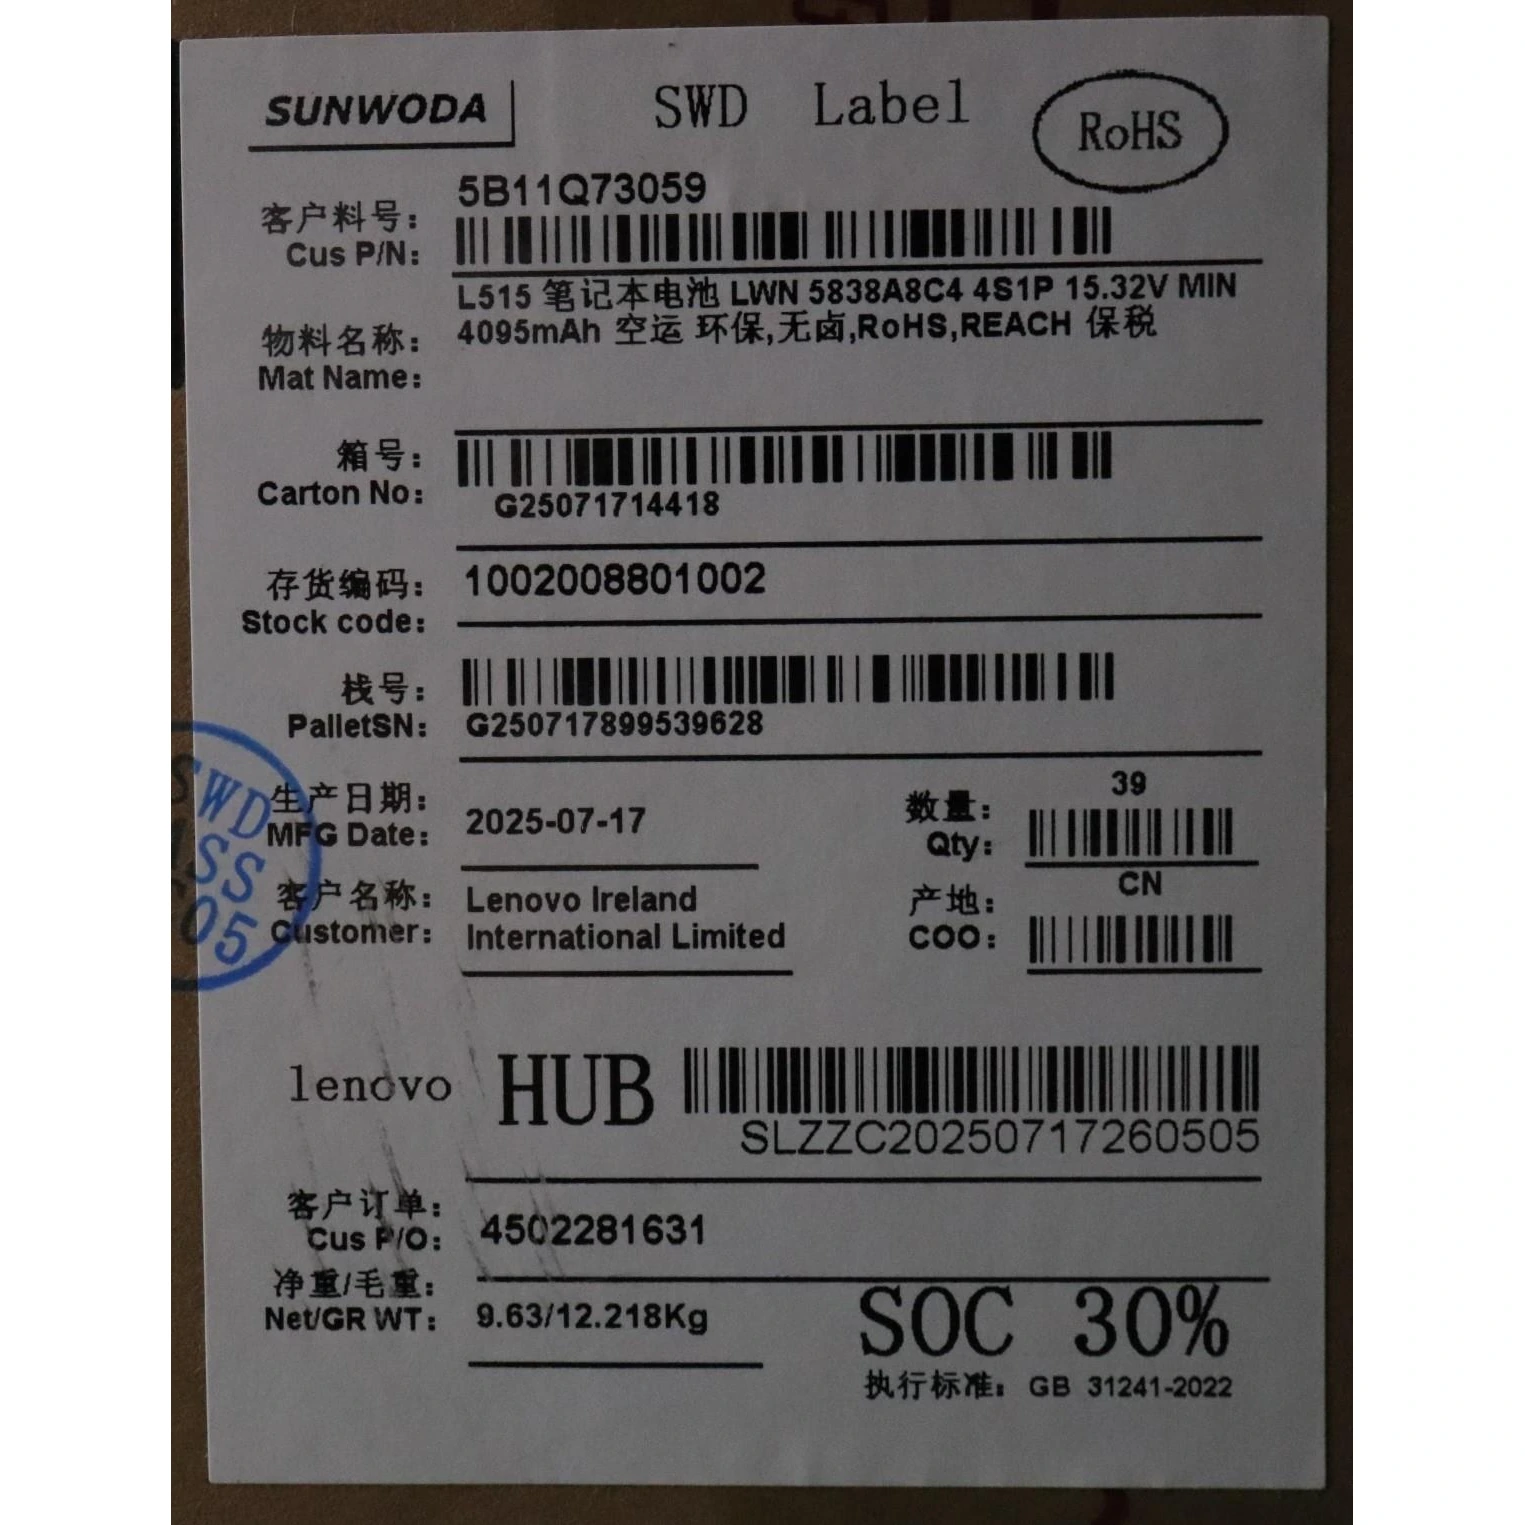 SUNWODA
SWD Label
RoHS
5B11Q73059
客户料号:
Cus P/N:
L515 笔记本电池 LWN 5838A8C4 4S1P 15.32V MIN
4095mAh 空运 环保,无卤,RoHS,REACH 保税
物料名称:
Mat Name:
箱号:
Carton No:
G25071714418
存货编码:
Stock code:
1002008801002
栈号:
PalletSN:
G250717899539628
生产日期:
MFG Date:
2025-07-17
数量:
Qty:
39
客户名称:
Customer:
Lenovo Ireland
International Limited
产地:
COO:
CN
SWD
05
lenovo HUB
SLZZC20250717260505
客户订单:
Cus P/O:
4502281631
净重/毛重:
Net/GR WT:
9.63/12.218Kg
SOC 30%
执行标准: GB 31241-2022